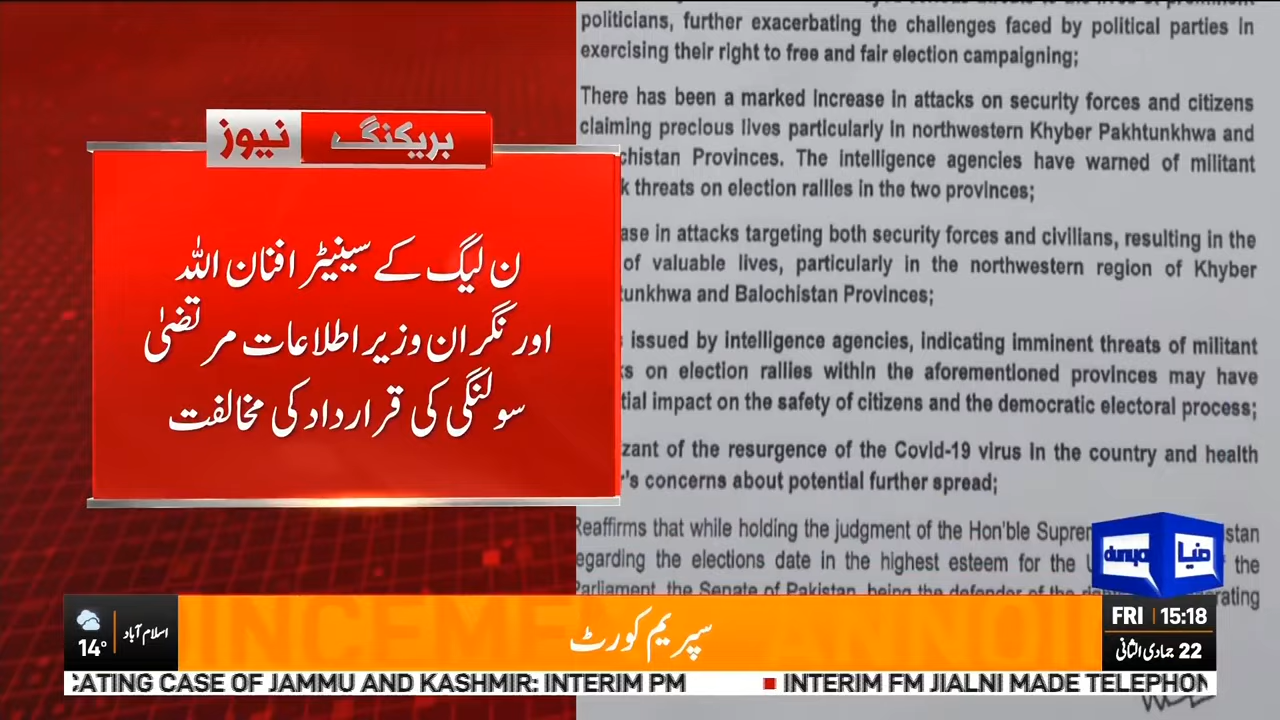 politicians, further exacerbating the challenges faced by political parties in
exercising their right to free and fair election campaigning;
There has been a marked increase in attacks on security forces and citizens
claiming precious lives particularly in northwestern Khyber Pakhtunkhwa and
chistan Provinces. The intelligence agencies have warned of militant
k threats on election rallies in the two provinces;
ase in attacks targeting both security forces and civilians, resulting in the
of valuable lives, particularly in the northwestern region of Khyber
unkhwa and Balochistan Provinces;
issued by intelligence agencies, indicating imminent threats of militant
s on election rallies within the aforementioned provinces may have
tial impact on the safety of citizens and the democratic electoral process;
zant of the resurgence of the Covid-19 virus in the country and health
r's concerns about potential further spread;
Reaffirms that while holding the judgment of the Hon'ble Suprem stan
egarding the elections date in the highest esteem for the the
Parliament, the Senate of Pakistan, being the defender of the rating
بریکنگ نیوز
ن لیگ کے سینیٹر افنان اللہ
اور نگران وزیر اطلاعات مرتضیٰ
سولنگی کی قرارداد کی مخالفت
dunya دنیا
14° اسلام آباد
سپریم کورٹ
FRI 15:18
22 جمادی الثانی
CATING CASE OF JAMMU AND KASHMIR: INTERIM PM ■ INTERIM FM JIALNI MADE TELEPHON